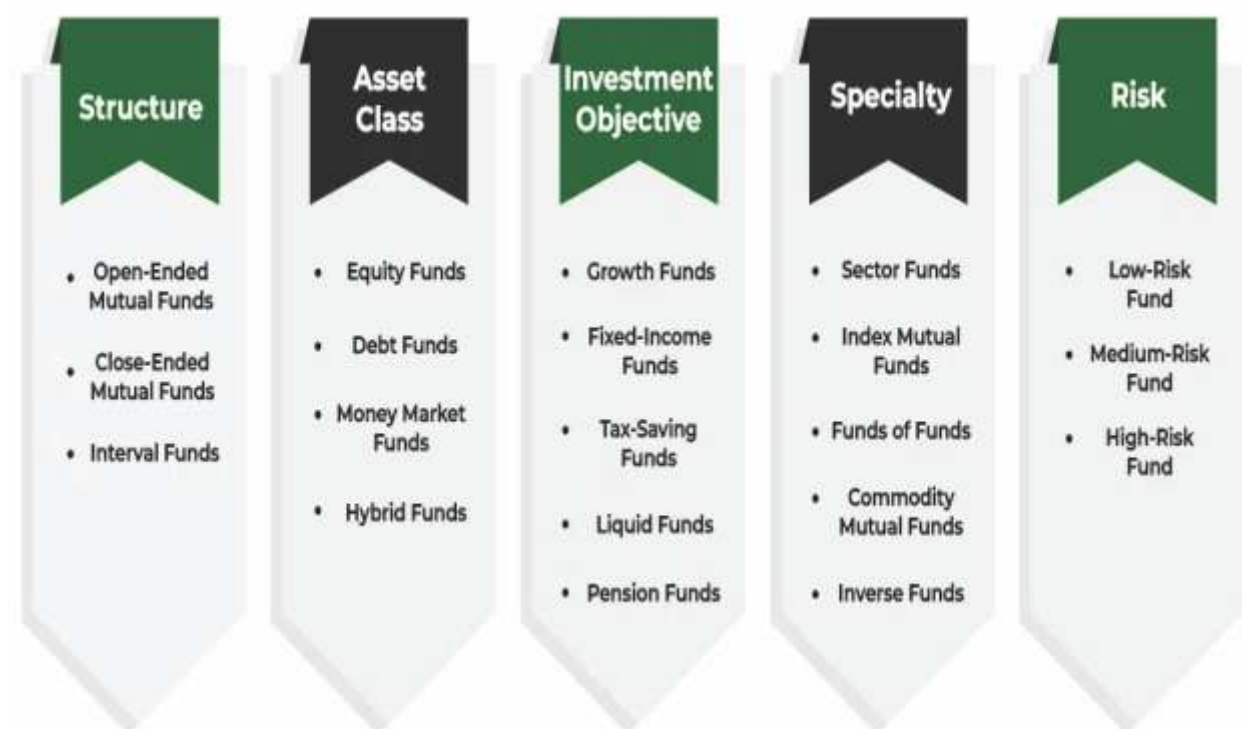 Structure
• Open-Ended
Mutual Funds
• Close-Ended
Mutual Funds
• Interval Funds
Asset
Class
• Equity Funds
• Debt Funds
• Money Market
Funds
• Hybrid Funds
Investment
Objective
• Growth Funds
• Fixed-Income
Funds
• Tax-Saving
Funds
• Liquid Funds
• Pension Funds
Specialty
• Sector Funds
• Index Mutual
Funds
• Funds of Funds
• Commodity
Mutual Funds
• Inverse Funds
Risk
• Low-Risk
Fund
• Medium-Risk
Fund
• High-Risk
Fund